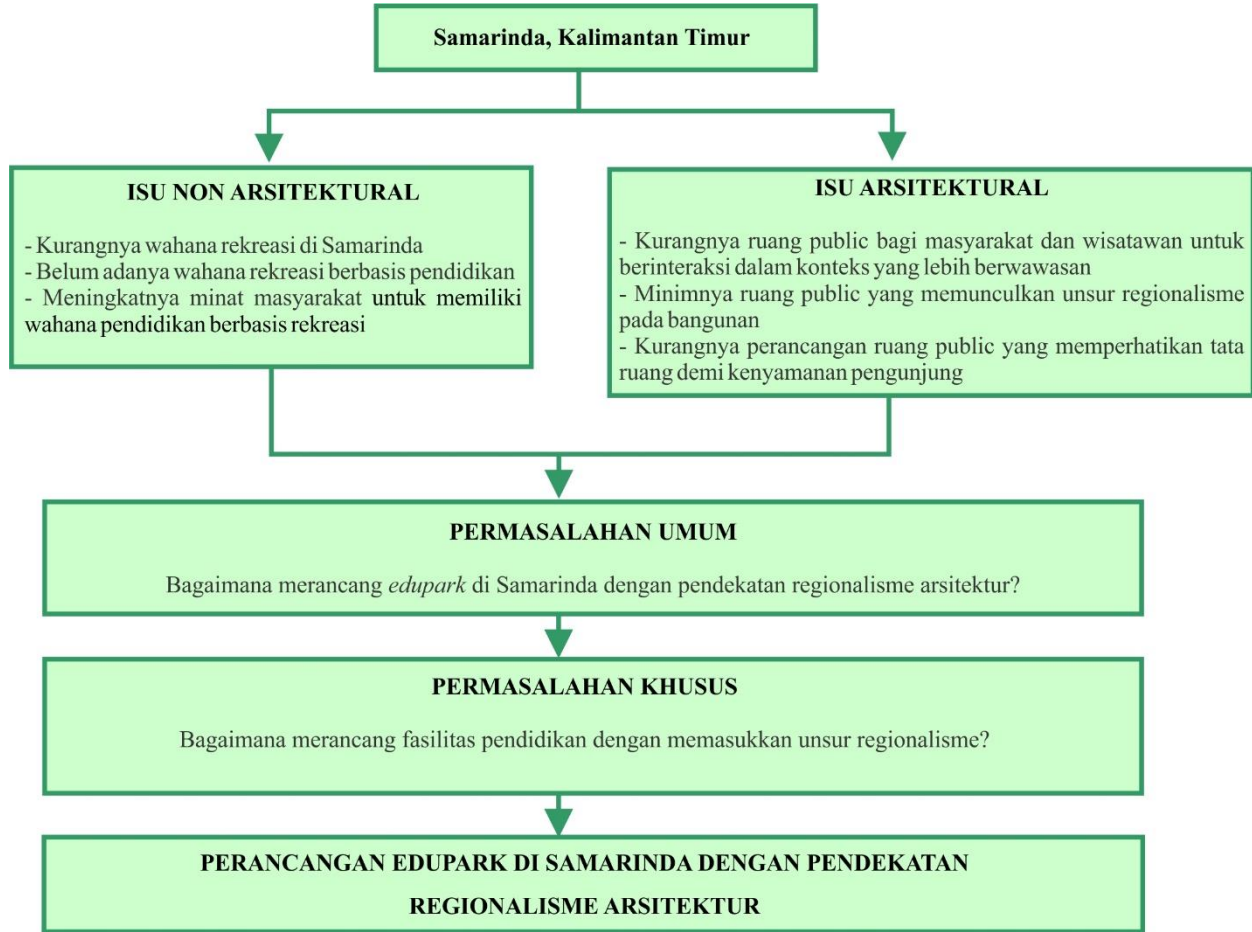 Samarinda, Kalimantan Timur
ISU NON ARSITEKTURAL
- Kurangnya wahana rekreasi di Samarinda
- Belum adanya wahana rekreasi berbasis pendidikan
- Meningkatnya minat masyarakat untuk memiliki
wahana pendidikan berbasis rekreasi
ISU ARSITEKTURAL
- Kurangnya ruang public bagi masyarakat dan wisatawan untuk
berinteraksi dalam konteks yang lebih berwawasan
- Minimnya ruang public yang memunculkan unsur regionalisme
pada bangunan
- Kurangnya perancangan ruang public yang memperhatikan tata
ruang demi kenyamanan pengunjung
PERMASALAHAN UMUM
Bagaimana merancang edupark di Samarinda dengan pendekatan regionalisme arsitektur?
PERMASALAHAN KHUSUS
Bagaimana merancang fasilitas pendidikan dengan memasukkan unsur regionalisme?
PERANCANGAN EDUPARK DI SAMARINDA DENGAN PENDEKATAN
REGIONALISME ARSITEKTUR